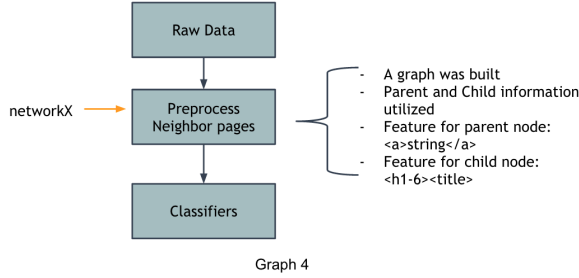 Raw Data
networkX
Preprocess
Neighbor pages
- A graph was built
- Parent and Child information
utilized
- Feature for parent node:
<a>string</a>
- Feature for child node:
<h1-6><title>
Classifiers
Graph 4